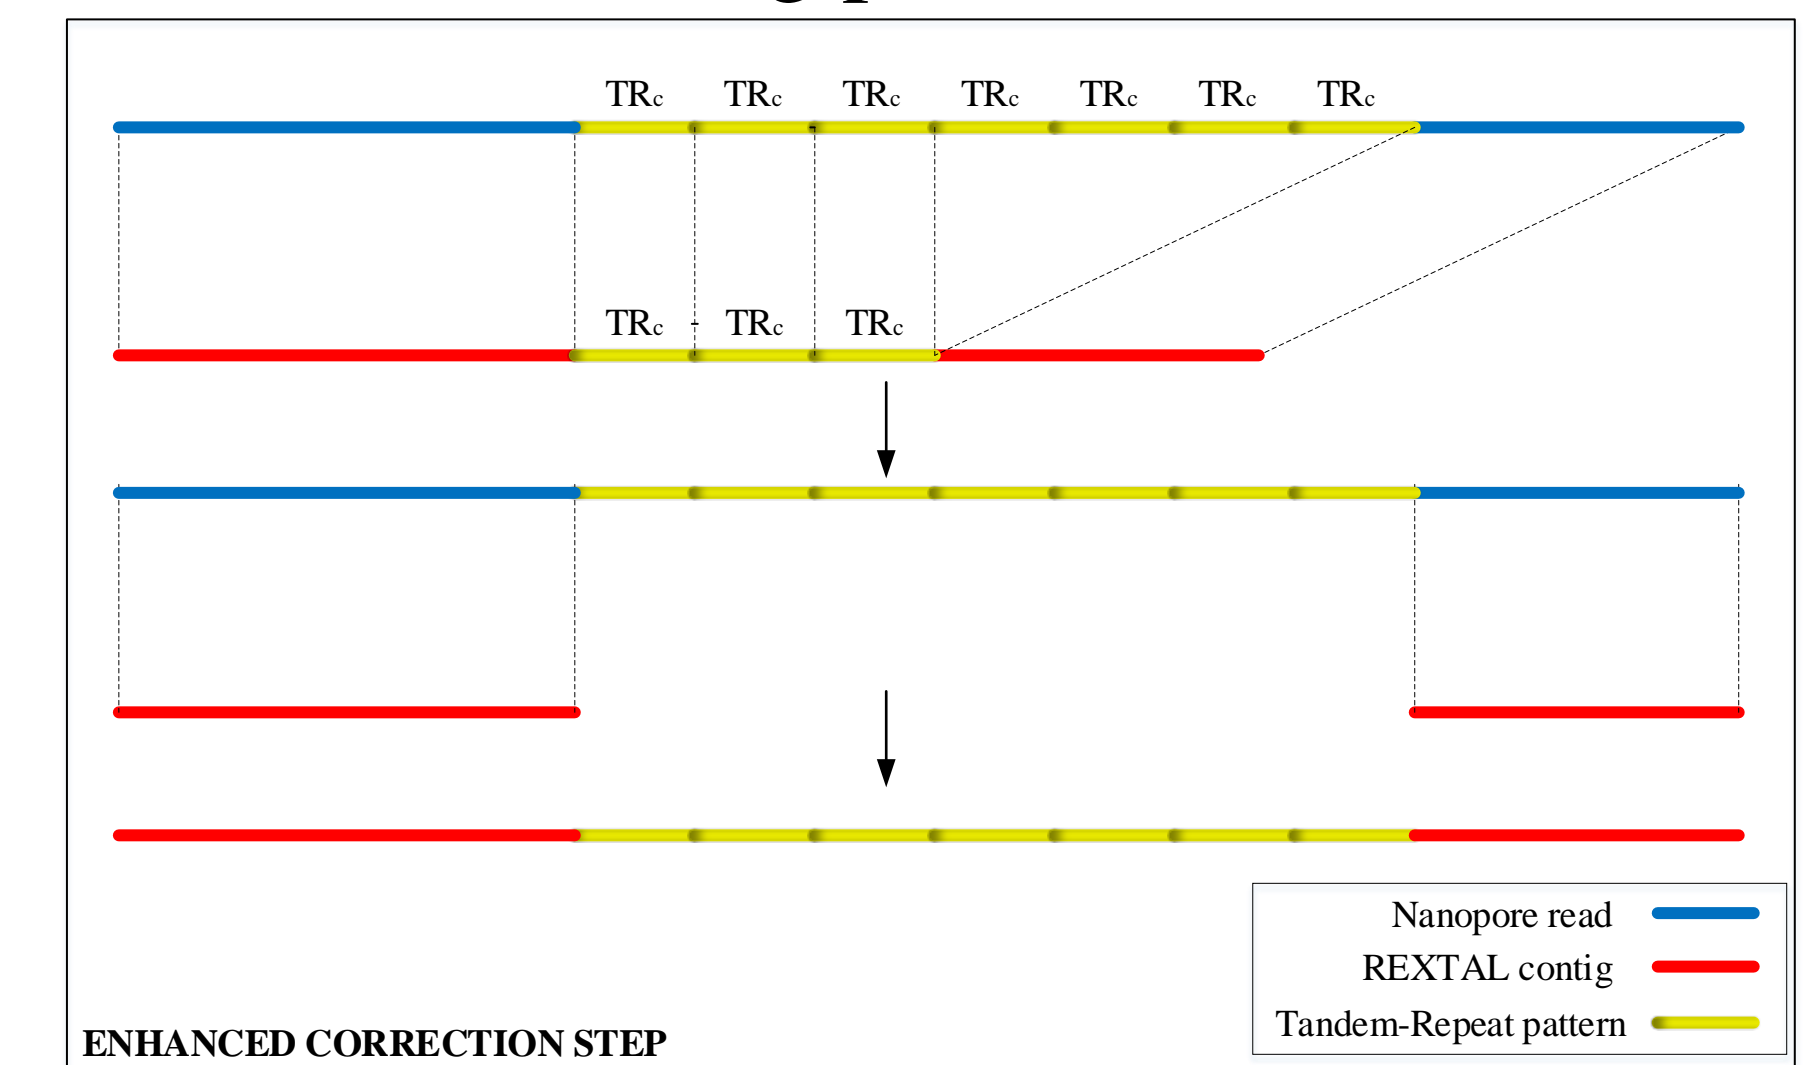 TRc TRc TRc TRc TRc TRc TRc
TRc - TRc TRc
Nanopore read
REXTAL contig
Tandem-Repeat pattern
ENHANCED CORRECTION STEP